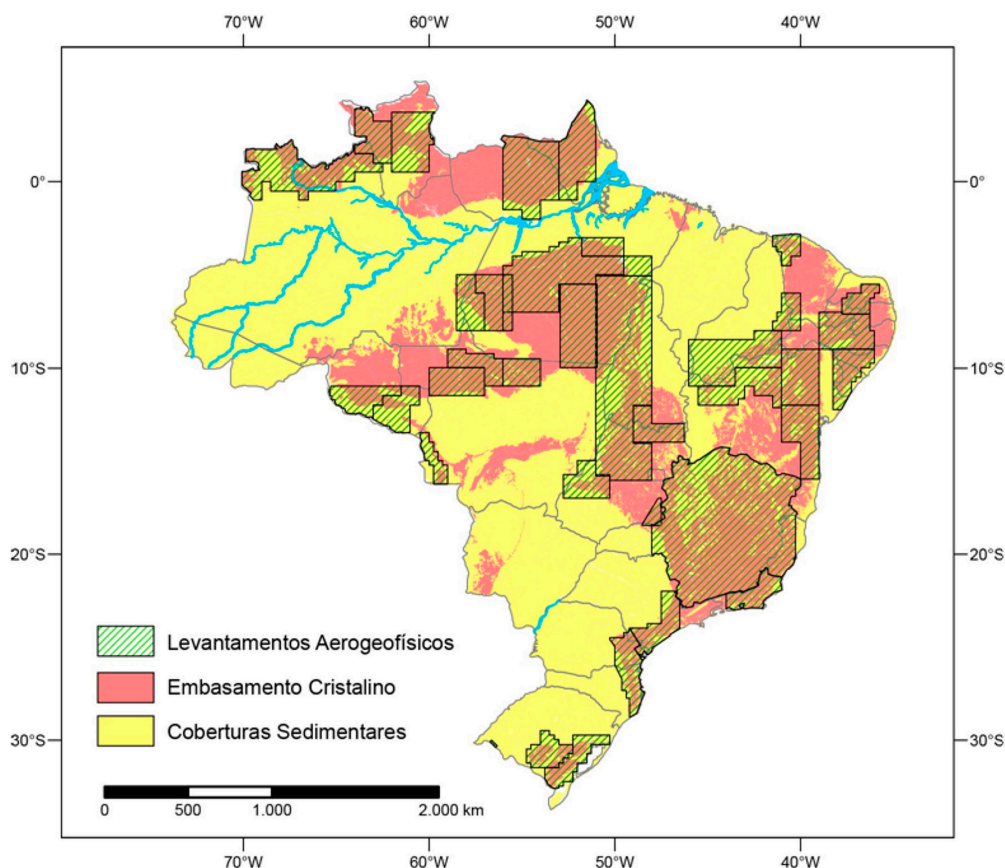 70°W 60°W 50°W 40°W
0° 0°
10°S 10°S
20°S 20°S
Levantamentos Aerogeofísicos
Embasamento Cristalino
Coberturas Sedimentares
30°S 30°S
0 500 1.000 2.000 km
70°W 60°W 50°W 40°W